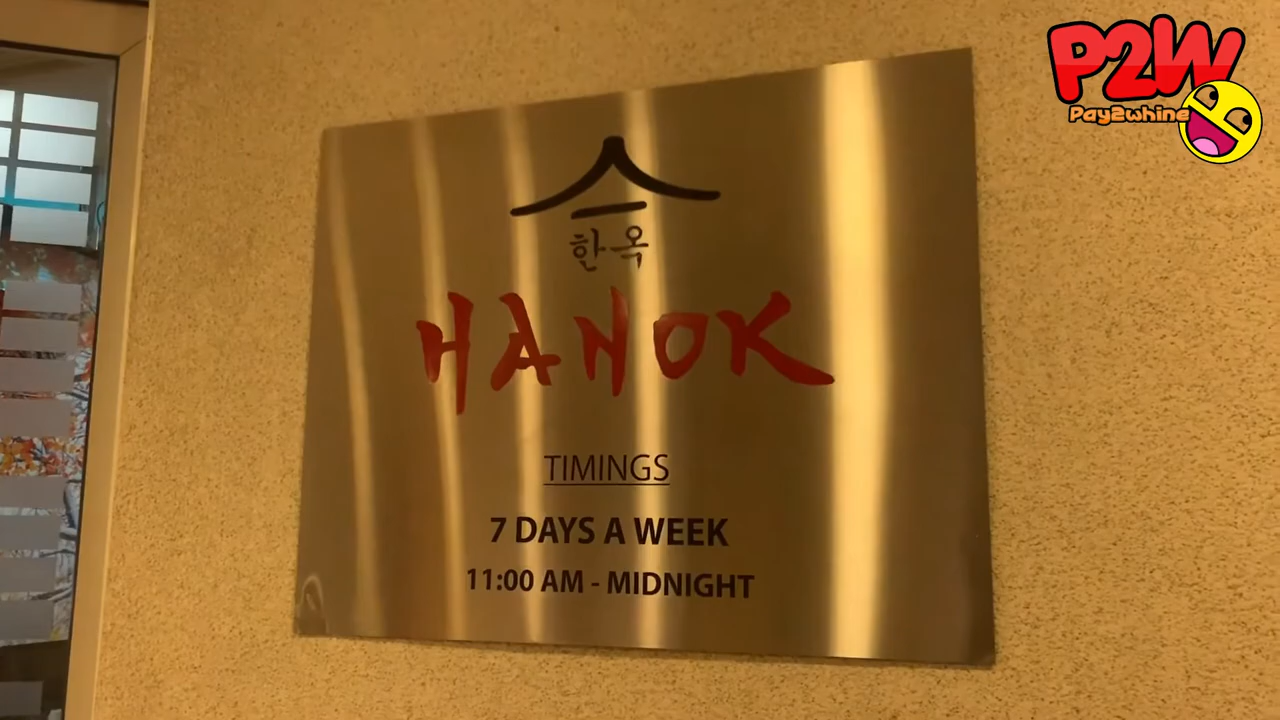 P2W
Pay2whine
한옥
HANOK
TIMINGS
7 DAYS A WEEK
11:00 AM - MIDNIGHT